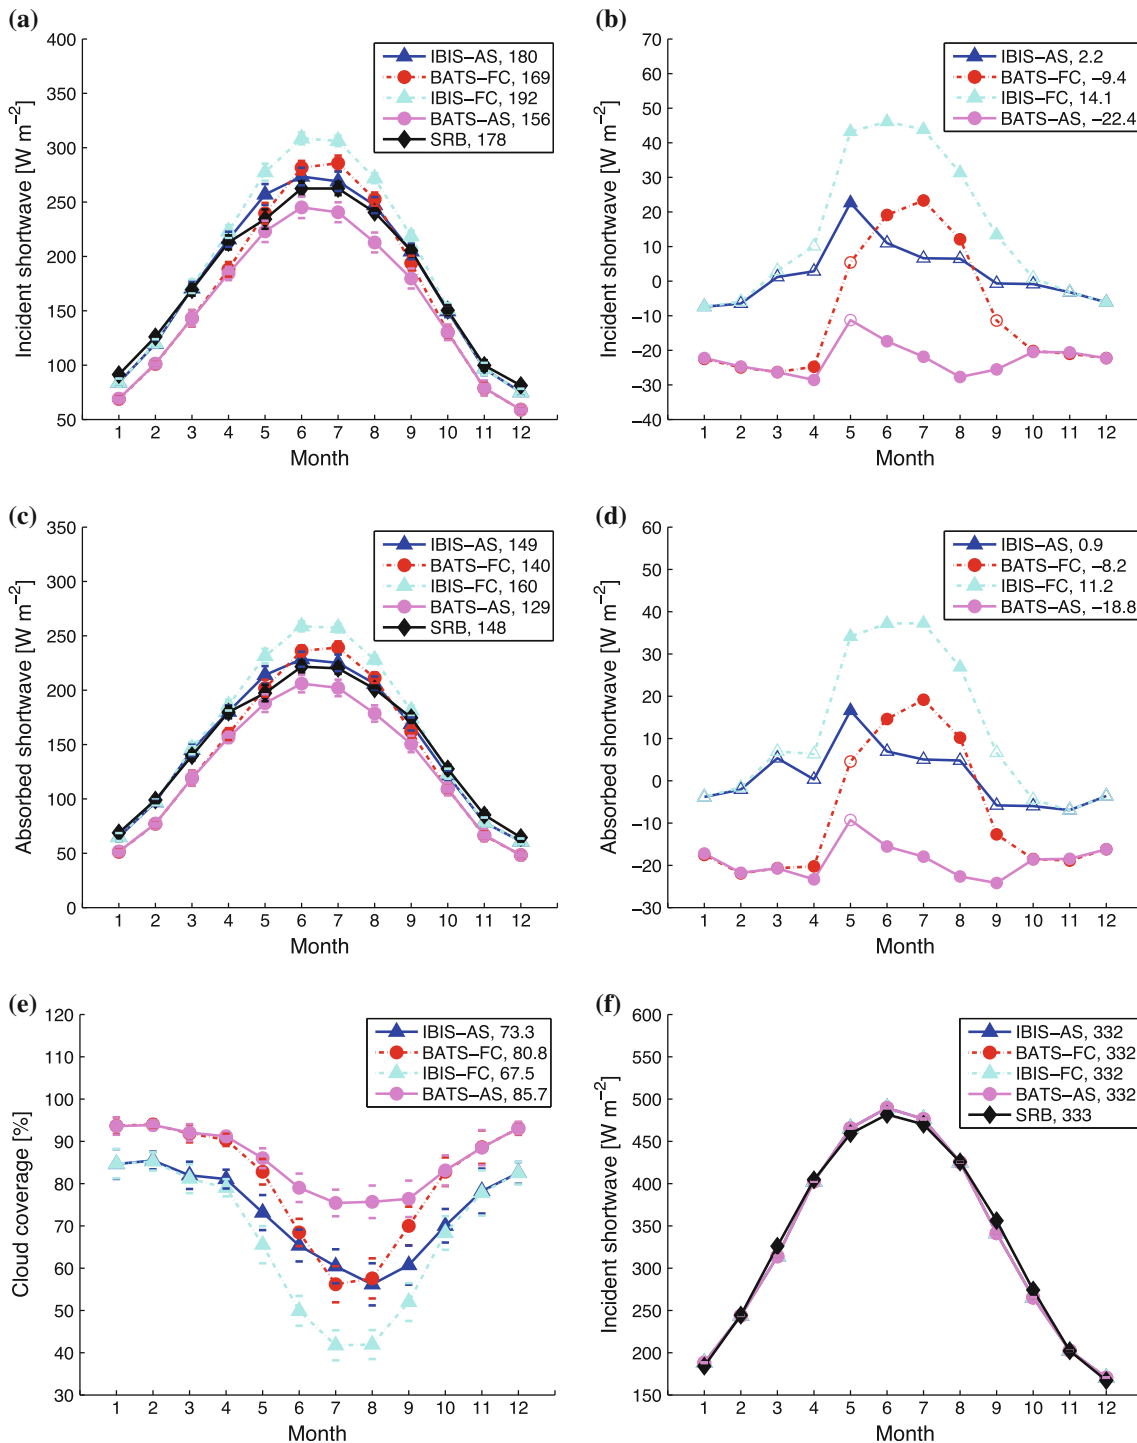 (a)
400
350
300
250
200
150
100
50
Incident shortwave [W m−2]
IBIS−AS, 180
BATS−FC, 169
IBIS−FC, 192
BATS−AS, 156
SRB, 178
1 2 3 4 5 6 7 8 9 10 11 12
Month
(b)
70
60
50
40
30
20
10
0
−10
−20
−30
−40
Incident shortwave [W m−2]
IBIS−AS, 2.2
BATS−FC, −9.4
IBIS−FC, 14.1
BATS−AS, −22.4
1 2 3 4 5 6 7 8 9 10 11 12
Month
(c)
350
300
250
200
150
100
50
0
Absorbed shortwave [W m−2]
IBIS−AS, 149
BATS−FC, 140
IBIS−FC, 160
BATS−AS, 129
SRB, 148
1 2 3 4 5 6 7 8 9 10 11 12
Month
(d)
60
50
40
30
20
10
0
−10
−20
−30
Absorbed shortwave [W m−2]
IBIS−AS, 0.9
BATS−FC, −8.2
IBIS−FC, 11.2
BATS−AS, −18.8
1 2 3 4 5 6 7 8 9 10 11 12
Month
(e)
120
110
100
90
80
70
60
50
40
30
Cloud coverage [%]
IBIS−AS, 73.3
BATS−FC, 80.8
IBIS−FC, 67.5
BATS−AS, 85.7
1 2 3 4 5 6 7 8 9 10 11 12
Month
(f)
600
550
500
450
400
350
300
250
200
150
Incident shortwave [W m−2]
IBIS−AS, 332
BATS−FC, 332
IBIS−FC, 332
BATS−AS, 332
SRB, 333
1 2 3 4 5 6 7 8 9 10 11 12
Month